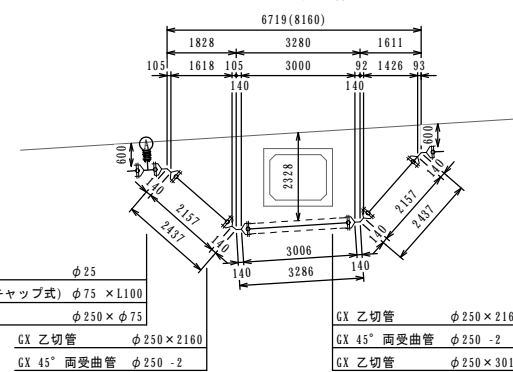 6719(8160)
1828 3280 1611
105 1618 105 3000 92 1426 93
140 140
600 2328 600
140 2157 2437 140
140 2157 2437 140
3006
140 140
3286
φ25
キャップ式) φ75 ×L100
φ250×φ75
GX 乙切管 φ250×2160
GX 45° 両受曲管 φ250 -2
GX 乙切管 φ250×216
GX 45° 両受曲管 φ250 -2
GX 乙切管 φ250×301